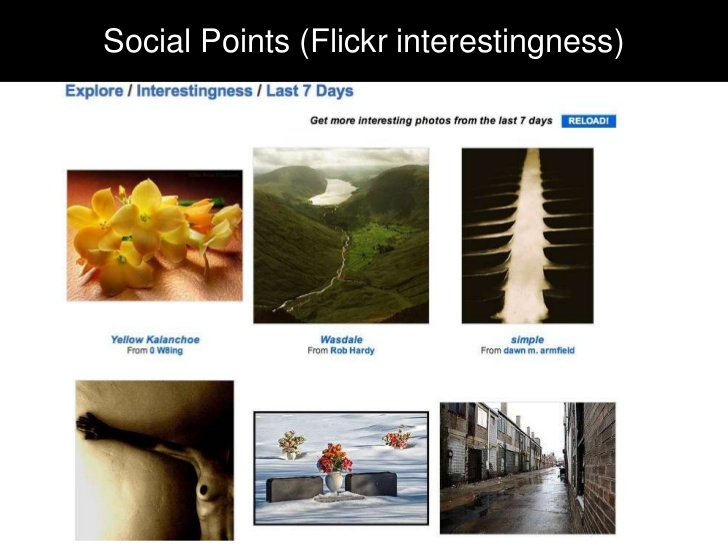 Social Points (Flickr interestingness)
Explore / Interestingness / Last 7 Days
Get more interesting photos from the last 7 days RELOAD!
Yellow Kalanchoe
From 0 W8ing
Wasdale
From Rob Hardy
simple
From dawn m. armfield